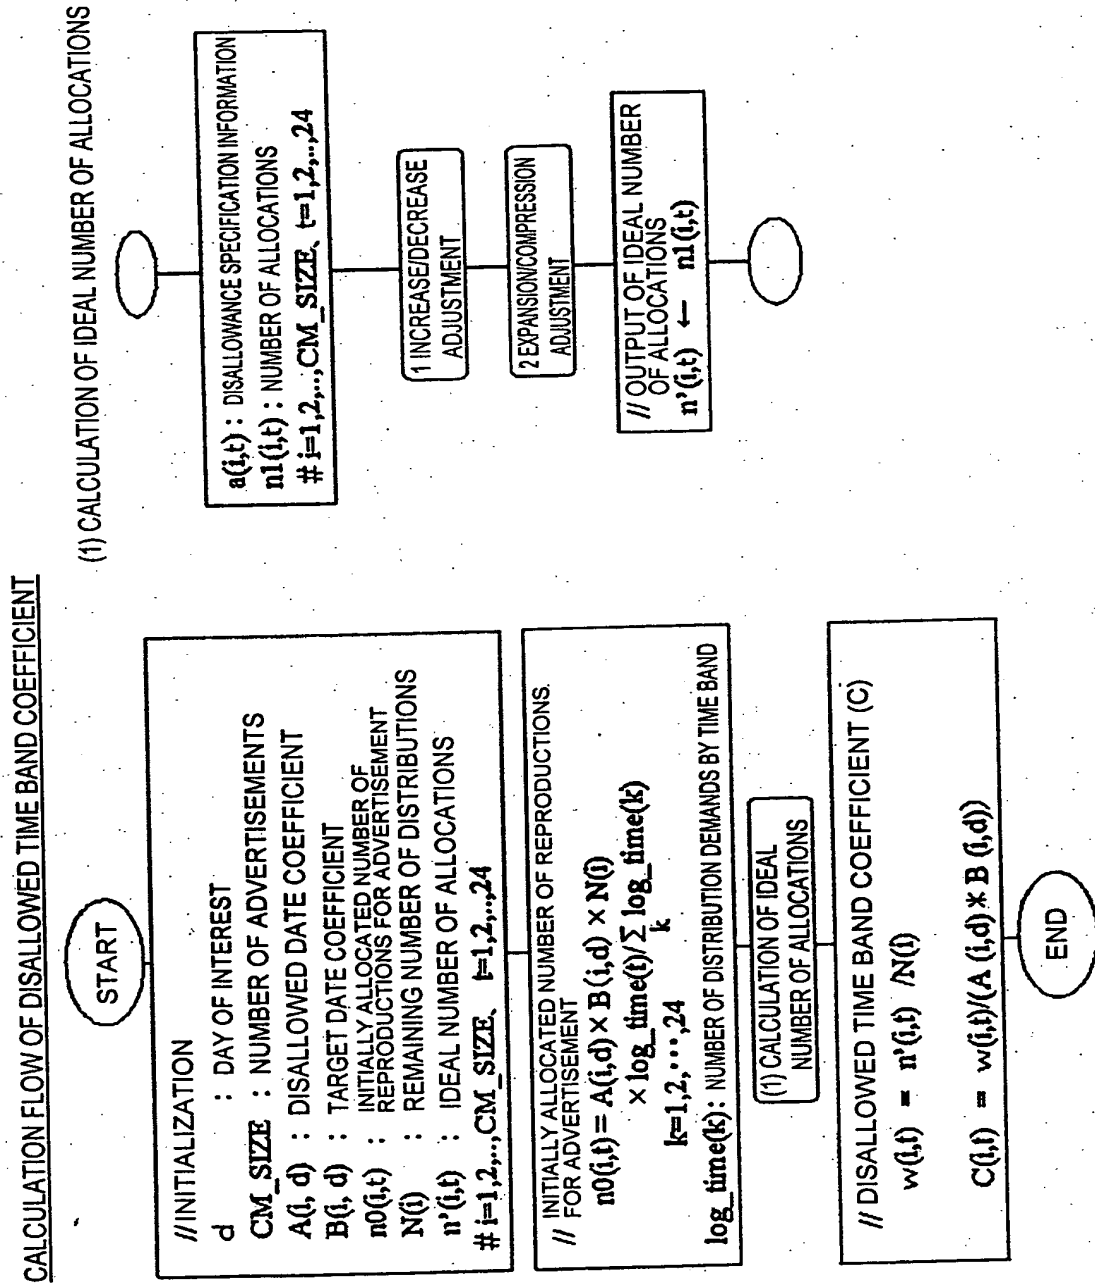 CALCULATION FLOW OF DISALLOWED TIME BAND COEFFICIENT
START
//INITIALIZATION
d : DAY OF INTEREST
CM_SIZE : NUMBER OF ADVERTISEMENTS
A(i, d) : DISALLOWED DATE COEFFICIENT
B(i, d) : TARGET DATE COEFFICIENT
n0(i,t) : INITIALLY ALLOCATED NUMBER OF
REPRODUCTIONS FOR ADVERTISEMENT
N(i) : REMAINING NUMBER OF DISTRIBUTIONS
n'(i,t) : IDEAL NUMBER OF ALLOCATIONS
# i=1,2,..,CM_SIZE、 t=1,2,..,24
// INITIALLY ALLOCATED NUMBER OF REPRODUCTIONS.
// FOR ADVERTISEMENT
n0(i,t) = A(i,d) × B(i,d) × N(i)
× log_time(t)/∑ log_time(k)
k
k=1,2,···,24
log_time(k): NUMBER OF DISTRIBUTION DEMANDS BY TIME BAND
(1) CALCULATION OF IDEAL
NUMBER OF ALLOCATIONS
// DISALLOWED TIME BAND COEFFICIENT (C)
w(i,t) = n'(i,t) /N(i)
C(i,t) = w(i,t)/(A (i,d)* B (i,d))
END
(1) CALCULATION OF IDEAL NUMBER OF ALLOCATIONS
a(i,t) : DISALLOWANCE SPECIFICATION INFORMATION
n1(i,t) : NUMBER OF ALLOCATIONS
# i=1,2,..,CM_SIZE、 t=1,2,..,24
1 INCREASE/DECREASE
ADJUSTMENT
2 EXPANSION/COMPRESSION
ADJUSTMENT
// OUTPUT OF IDEAL NUMBER
OF ALLOCATIONS
n'(i,t) ← n1(i,t)